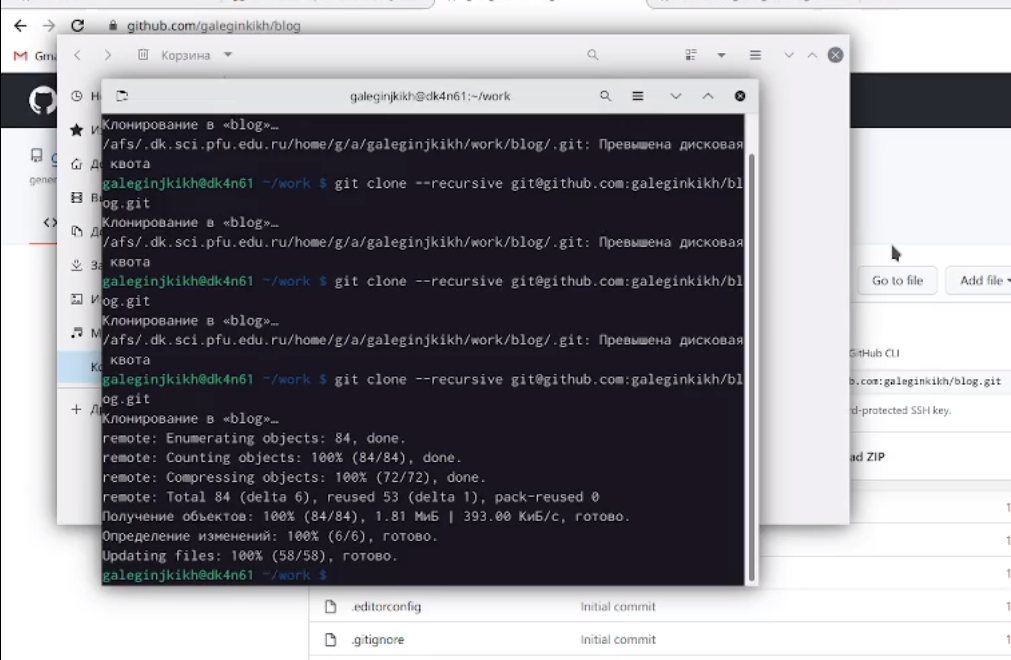 github.com/galeginkikh/blog
Корзина
galeginjkikh@dk4n61:~/work
Клонирование в «blog»…
/afs/.dk.sci.pfu.edu.ru/home/g/a/galeginjkikh/work/blog/.git: Превышена дисковая
квота
galeginjkikh@dk4n61 ~/work $ git clone --recursive git@github.com:galeginkikh/bl
og.git
Клонирование в «blog»…
/afs/.dk.sci.pfu.edu.ru/home/g/a/galeginjkikh/work/blog/.git: Превышена дисковая
квота
galeginjkikh@dk4n61 ~/work $ git clone --recursive git@github.com:galeginkikh/bl
og.git
Клонирование в «blog»…
/afs/.dk.sci.pfu.edu.ru/home/g/a/galeginjkikh/work/blog/.git: Превышена дисковая
квота
galeginjkikh@dk4n61 ~/work $ git clone --recursive git@github.com:galeginkikh/bl
og.git
Клонирование в «blog»…
remote: Enumerating objects: 84, done.
remote: Counting objects: 100% (84/84), done.
remote: Compressing objects: 100% (72/72), done.
remote: Total 84 (delta 6), reused 53 (delta 1), pack-reused 0
Получение объектов: 100% (84/84), 1.81 МиБ | 393.00 КиБ/с, готово.
Определение изменений: 100% (6/6), готово.
Updating files: 100% (58/58), готово.
galeginjkikh@dk4n61 ~/work $
Go to file
Add file
GitHub CLI
b.com:galeginkikh/blog.git
rd-protected SSH key.
ad ZIP
.editorconfig
Initial commit
.gitignore
Initial commit